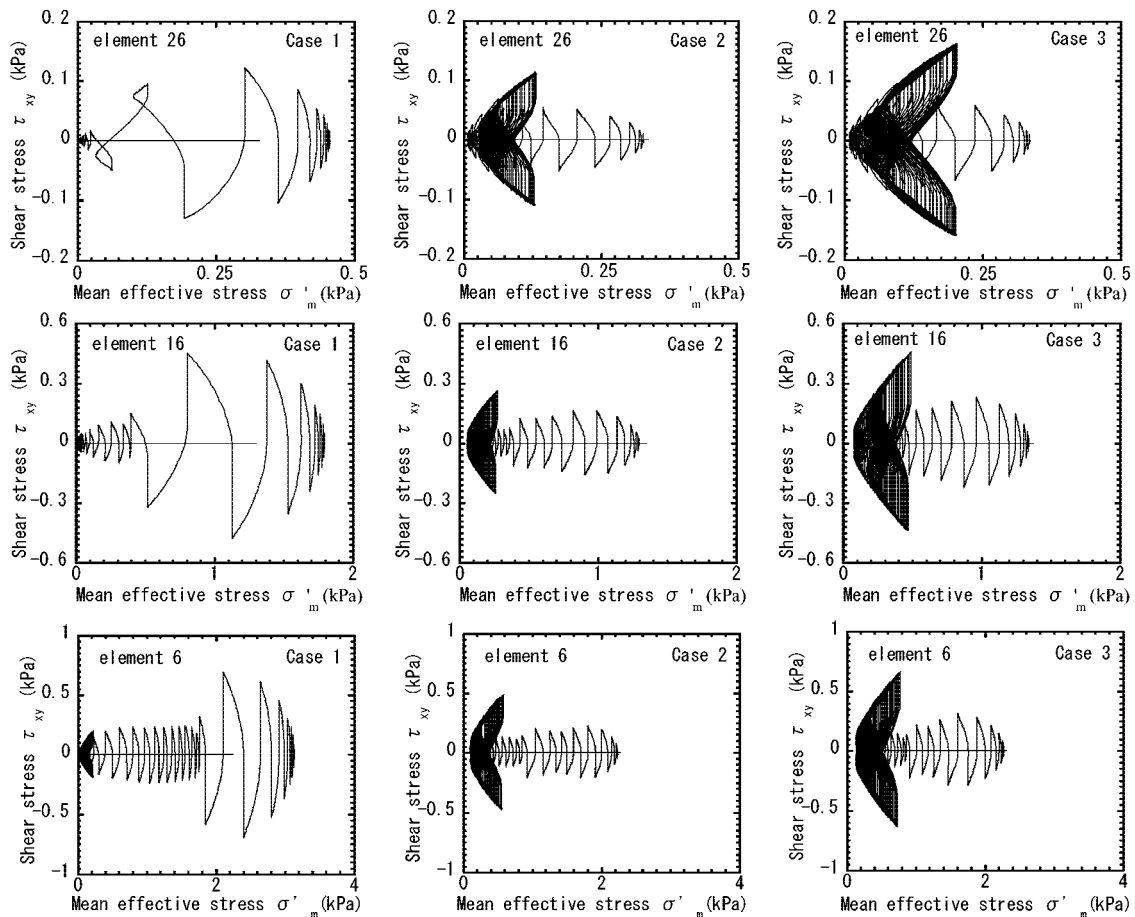 0.2
0.1
0
-0.1
-0.2
Shear stress τ xy (kPa)
element 26 Case 1
0 0.25 0.5
Mean effective stress σ 'm (kPa)
0.2
0.1
0
-0.1
-0.2
Shear stress τ xy (kPa)
element 26 Case 2
0 0.25 0.5
Mean effective stress σ 'm (kPa)
0.2
0.1
0
-0.1
-0.2
Shear stress τ xy (kPa)
element 26 Case 3
0 0.25 0.5
Mean effective stress σ 'm (kPa)
0.6
0.3
0
-0.3
-0.6
Shear stress τ xy (kPa)
element 16 Case 1
0 1 2
Mean effective stress σ 'm (kPa)
0.6
0.3
0
-0.3
-0.6
Shear stress τ xy (kPa)
element 16 Case 2
0 1 2
Mean effective stress σ 'm (kPa)
0.6
0.3
0
-0.3
-0.6
Shear stress τ xy (kPa)
element 16 Case 3
0 1 2
Mean effective stress σ 'm (kPa)
1
0.5
0
-0.5
-1
Shear stress τ xy (kPa)
element 6 Case 1
0 2 4
Mean effective stress σ' m (kPa)
1
0.5
0
-0.5
-1
Shear stress τ xy (kPa)
element 6 Case 2
0 2 4
Mean effective stress σ' m (kPa)
1
0.5
0
-0.5
-1
Shear stress τ xy (kPa)
element 6 Case 3
0 2 4
Mean effective stress σ' m (kPa)